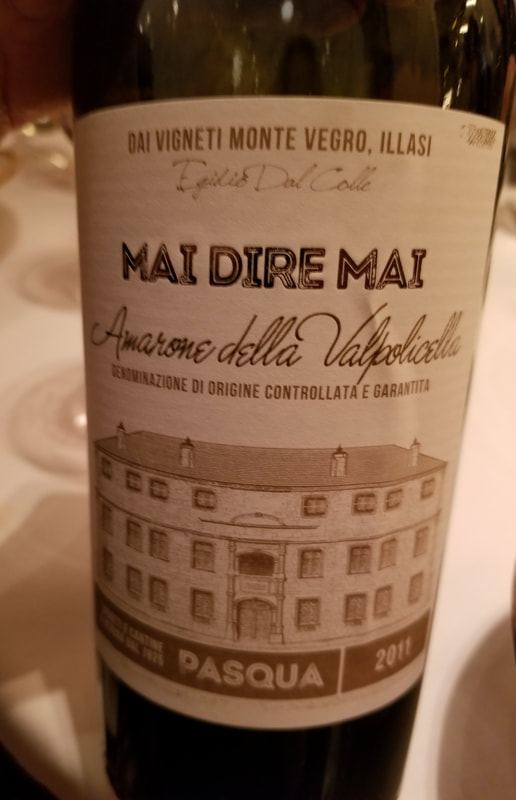 DAI VIGNETI MONTE VEGRO, ILLASI
Egidio Dal Colle
MAI DIRE MAI
Amarone della Valpolicella
DENOMINAZIONE DI ORIGINE CONTROLLATA E GARANTITA
PASQUA
2011